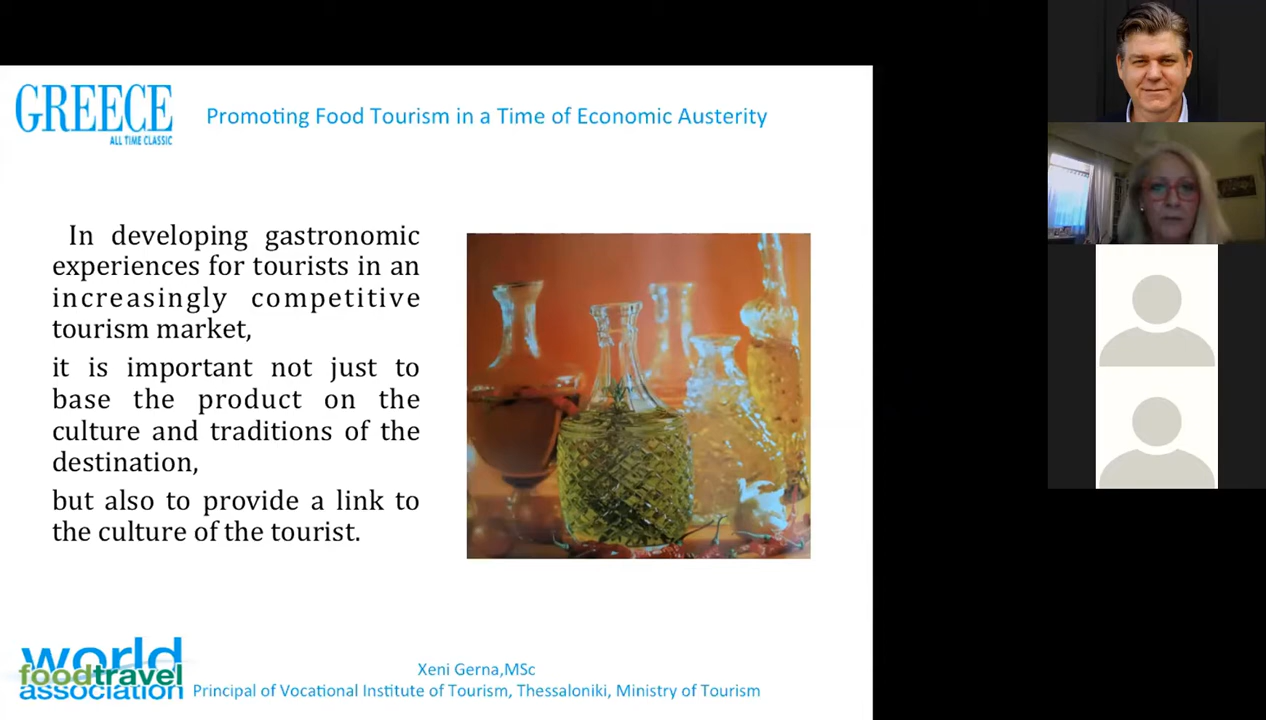 GREECE
ALL TIME CLASSIC
Promoting Food Tourism in a Time of Economic Austerity
In developing gastronomic
experiences for tourists in an
increasingly competitive
tourism market,
it is important not just to
base the product on the
culture and traditions of the
destination,
but also to provide a link to
the culture of the tourist.
world
foodtravel
association
Xeni Gerna,MSc
Principal of Vocational Institute of Tourism, Thessaloniki, Ministry of Tourism